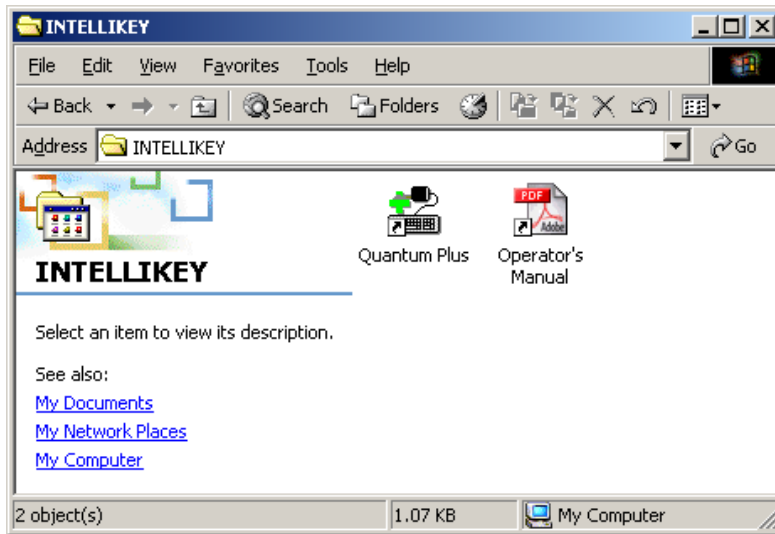 INTELLIKEY
File Edit View Favorites Tools Help
Back Search Folders
Address INTELLIKEY Go
PDF
Adobe
Quantum Plus Operator's Manual
INTELLIKEY
Select an item to view its description.
See also:
My Documents
My Network Places
My Computer
2 object(s) 1.07 KB My Computer